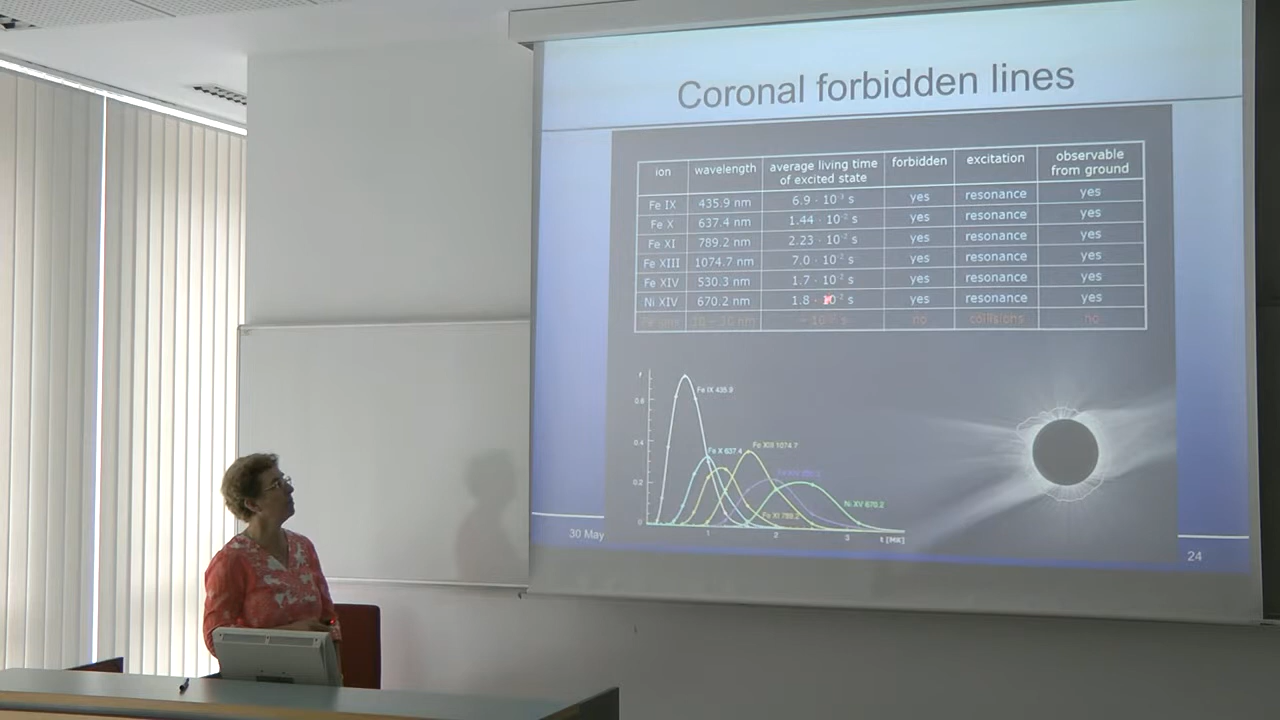 Coronal forbidden lines
ion wavelength average living time of excited state forbidden excitation observable from ground
Fe IX 435.9 nm 6.9 · 10⁻³ s yes resonance yes
Fe X 637.4 nm 1.44 · 10⁻² s yes resonance yes
Fe XI 789.2 nm 2.23 · 10⁻² s yes resonance yes
Fe XIII 1074.7 nm 7.0 · 10⁻² s yes resonance yes
Fe XIV 530.3 nm 1.7 · 10⁻² s yes resonance yes
Ni XIV 670.2 nm 1.8 · 10⁻² s yes resonance yes
no collisions no
Fe IX 435.9
0.6
Fe XIII 1074.7
0.4
Fe X 637.4
0.2
Ni XV 670.2
Fe XI 789.2
0
1 2 3 t [MK]
30 May
24